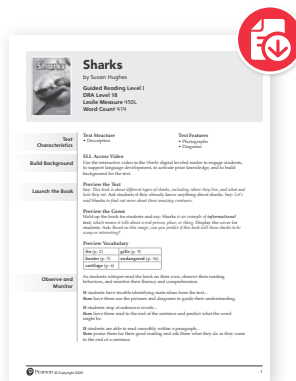 Sharks
Sharks
by Susan Hughes
Guided Reading Level I
DRA Level 16
Lexile Measure 450L
Word Count 414
Text
Characteristics
Text Structure
• Description
Text Features
• Photographs
• Diagrams
Build Background
ELL Access Video
Use the interactive video in the Sharks digital leveled reader to engage students,
to support language development, to activate prior knowledge, and to build
background for the text.
Launch the Book
Preview the Text
Say: This book is about different types of sharks, including where they live, and what and
how they eat. Ask students if they already know anything about sharks. Say: Let's
read Sharks to find out more about these amazing creatures.
Preview the Genre
Hold up the book for students and say: Sharks is an example of informational
text, which means it tells about a real person, place, or thing. Display the cover for
students. Ask: Based on this image, can you predict if this book will show sharks to be
scary or interesting?
Preview Vocabulary
fin (p. 2)
gills (p. 9)
hunter (p. 5)
endangered (p. 16)
cartilage (p. 6)
Observe and
Monitor
As students whisper-read the book on their own, observe their reading
behaviors, and monitor their fluency and comprehension.
If students have trouble identifying main ideas from the text...
then have them use the pictures and diagrams to guide their understanding.
If students stop at unknown words...
then have them read to the end of the sentence and predict what the word
might be.
If students are able to read smoothly within a paragraph...
then praise them for their good reading and ask them what they do as they come
to the end of a sentence.
Pearson © Copyright 2020
1